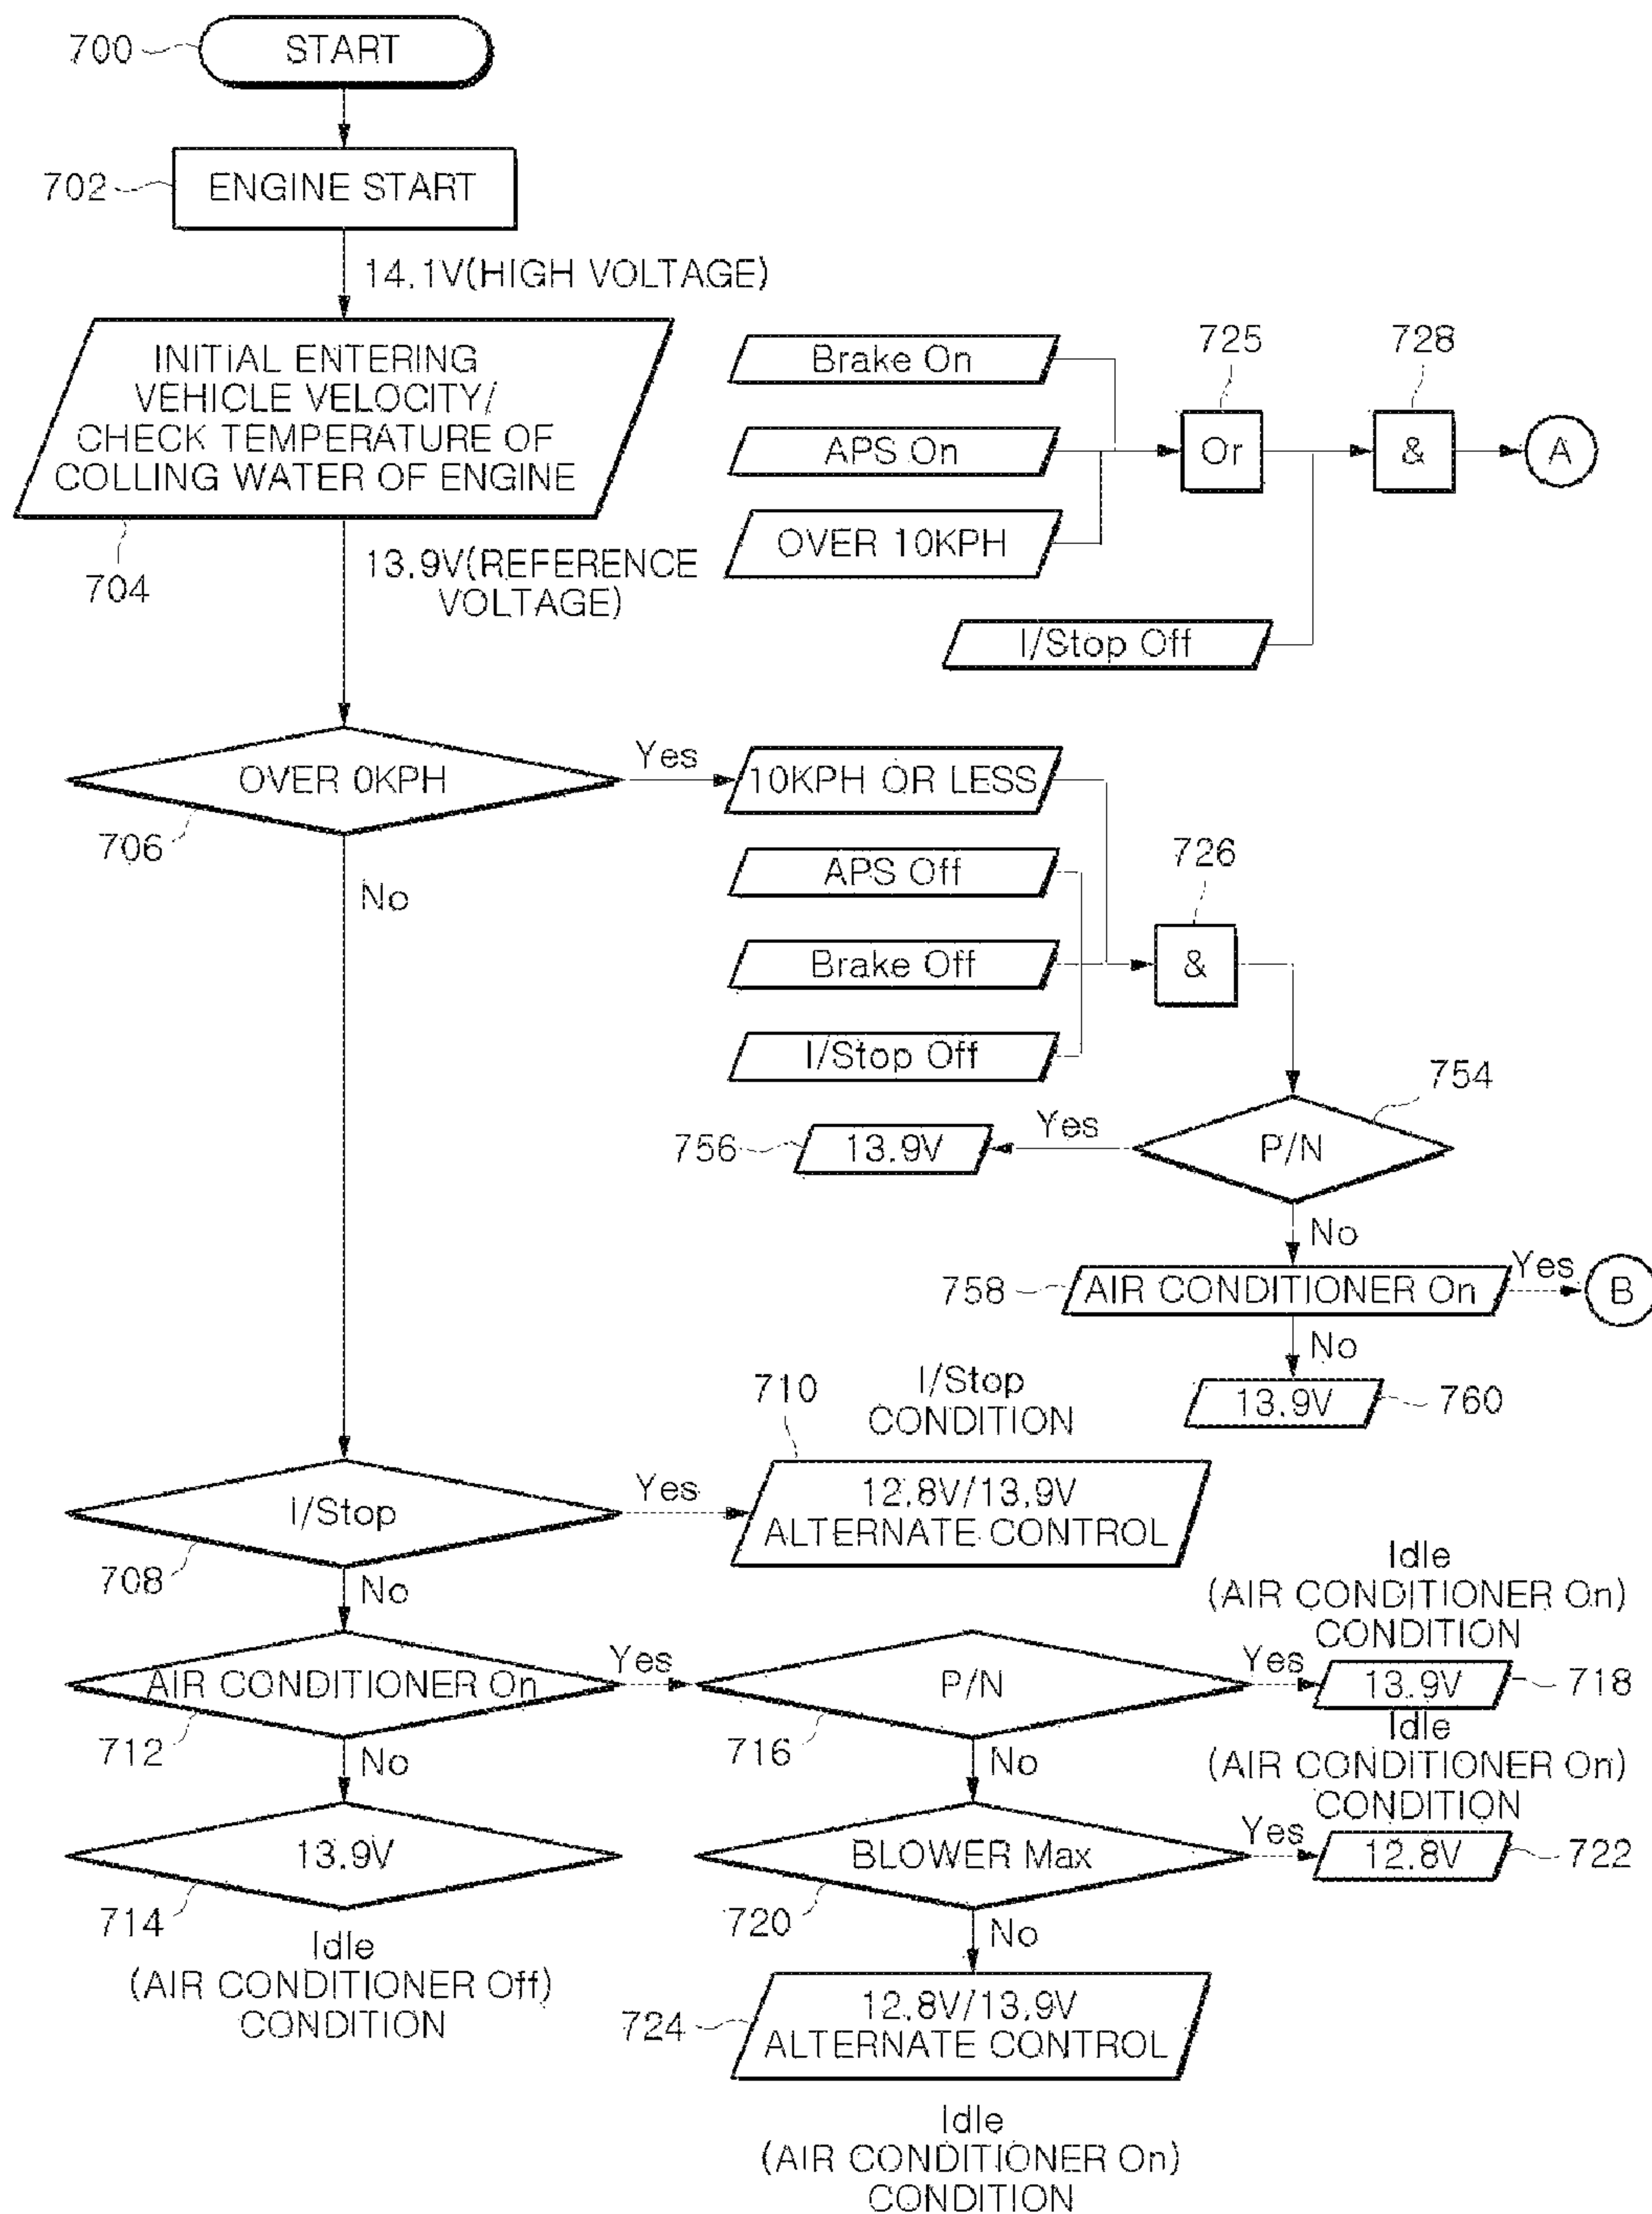 700
START
702
ENGINE START
14.1V(HIGH VOLTAGE)
INITIAL ENTERING
VEHICLE VELOCITY/
CHECK TEMPERATURE OF
COLLING WATER OF ENGINE
704
13.9V(REFERENCE
VOLTAGE)
Brake On
APS On
OVER 10KPH
I/Stop Off
725
Or
728
&
A
OVER 0KPH
706
Yes
No
10KPH OR LESS
APS Off
Brake Off
I/Stop Off
726
&
754
P/N
Yes
756
13.9V
No
758
AIR CONDITIONER On
Yes
B
No
13.9V
760
I/Stop
708
Yes
No
710
I/Stop
CONDITION
12.8V/13.9V
ALTERNATE CONTROL
AIR CONDITIONER On
712
Yes
No
P/N
716
Yes
No
Idle
(AIR CONDITIONER On)
CONDITION
13.9V
718
Idle
(AIR CONDITIONER On)
CONDITION
13.9V
714
Idle
(AIR CONDITIONER Off)
CONDITION
BLOWER Max
720
Yes
12.8V
722
No
724
12.8V/13.9V
ALTERNATE CONTROL
Idle
(AIR CONDITIONER On)
CONDITION